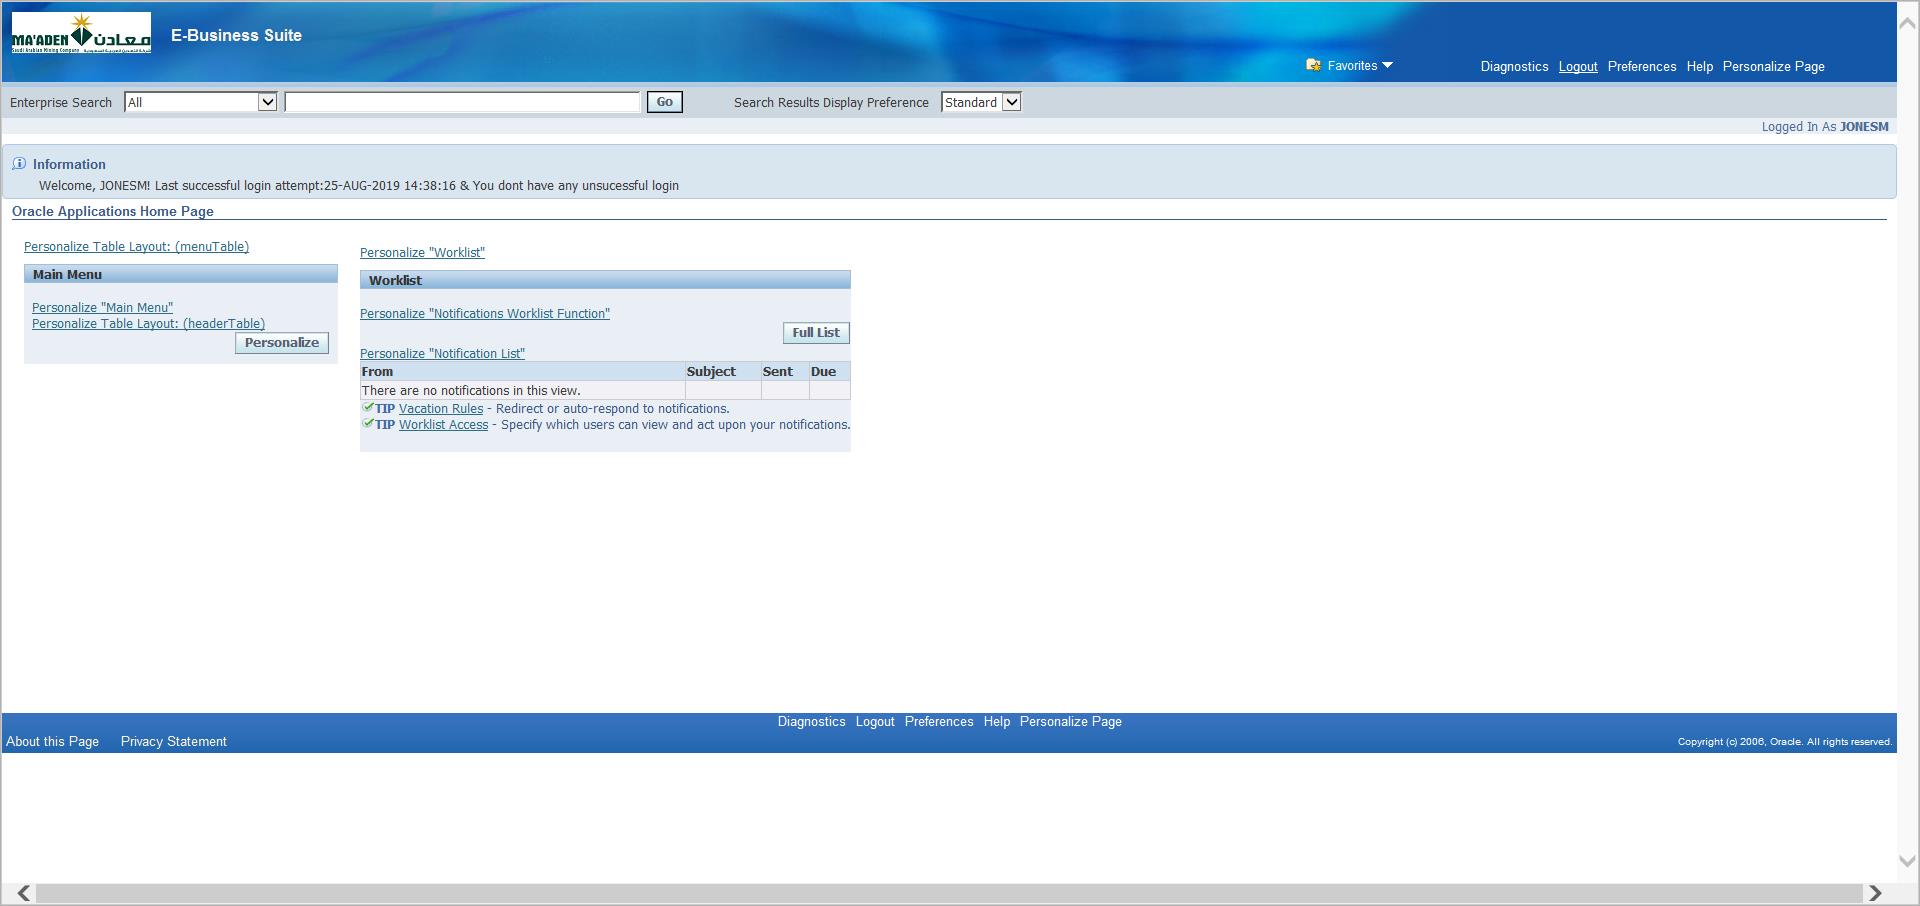 MA'ADEN معادن
Saudi Arabian Mining Company
E-Business Suite
Favorites
Diagnostics Logout Preferences Help Personalize Page
Enterprise Search All Go Search Results Display Preference Standard
Logged In As JONESM
Information
Welcome, JONESM! Last successful login attempt:25-AUG-2019 14:38:16 & You dont have any unsucessful login
Oracle Applications Home Page
Personalize Table Layout: (menuTable)
Main Menu
Personalize "Main Menu"
Personalize Table Layout: (headerTable)
Personalize
Personalize "Worklist"
Worklist
Personalize "Notifications Worklist Function"
Full List
Personalize "Notification List"
From Subject Sent Due
There are no notifications in this view.
TIP Vacation Rules - Redirect or auto-respond to notifications.
TIP Worklist Access - Specify which users can view and act upon your notifications.
Diagnostics Logout Preferences Help Personalize Page
About this Page Privacy Statement
Copyright (c) 2006, Oracle. All rights reserved.